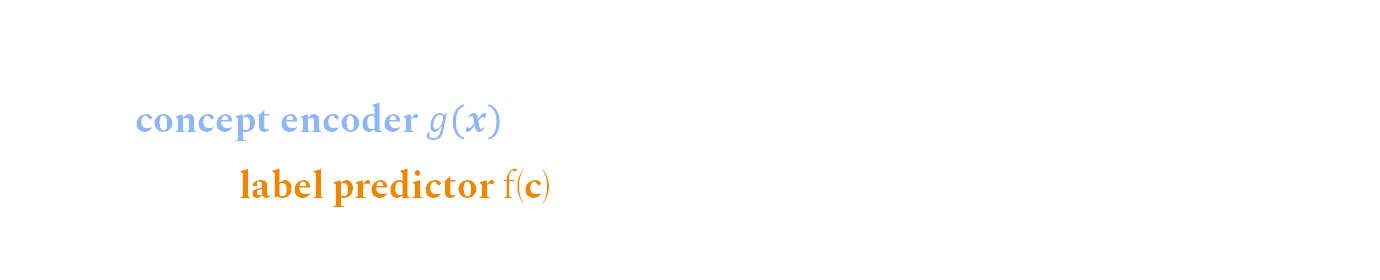 concept encoder g(x)
label predictor f(c)